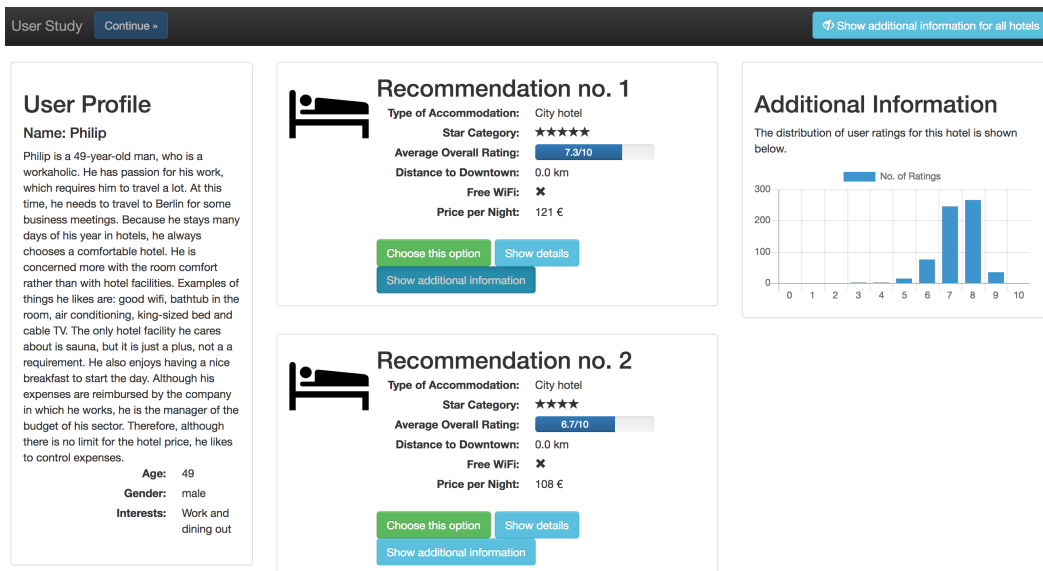 User Study
Continue »
Show additional information for all hotels
User Profile
Name: Philip
Philip is a 49-year-old man, who is a
workaholic. He has passion for his work,
which requires him to travel a lot. At this
time, he needs to travel to Berlin for some
business meetings. Because he stays many
days of his year in hotels, he always
chooses a comfortable hotel. He is
concerned more with the room comfort
rather than with hotel facilities. Examples of
things he likes are: good wifi, bathtub in the
room, air conditioning, king-sized bed and
cable TV. The only hotel facility he cares
about is sauna, but it is just a plus, not a a
requirement. He also enjoys having a nice
breakfast to start the day. Although his
expenses are reimbursed by the company
in which he works, he is the manager of the
budget of his sector. Therefore, although
there is no limit for the hotel price, he likes
to control expenses.
Age: 49
Gender: male
Interests: Work and
dining out
Recommendation no. 1
Type of Accommodation: City hotel
Star Category: ★★★★★
Average Overall Rating: 7.3/10
Distance to Downtown: 0.0 km
Free WiFi: ✖
Price per Night: 121 €
Choose this option
Show details
Show additional information
Recommendation no. 2
Type of Accommodation: City hotel
Star Category: ★★★★
Average Overall Rating: 6.7/10
Distance to Downtown: 0.0 km
Free WiFi: ✖
Price per Night: 108 €
Choose this option
Show details
Show additional information
Additional Information
The distribution of user ratings for this hotel is shown
below.
No. of Ratings
300
200
100
0
0 1 2 3 4 5 6 7 8 9 10